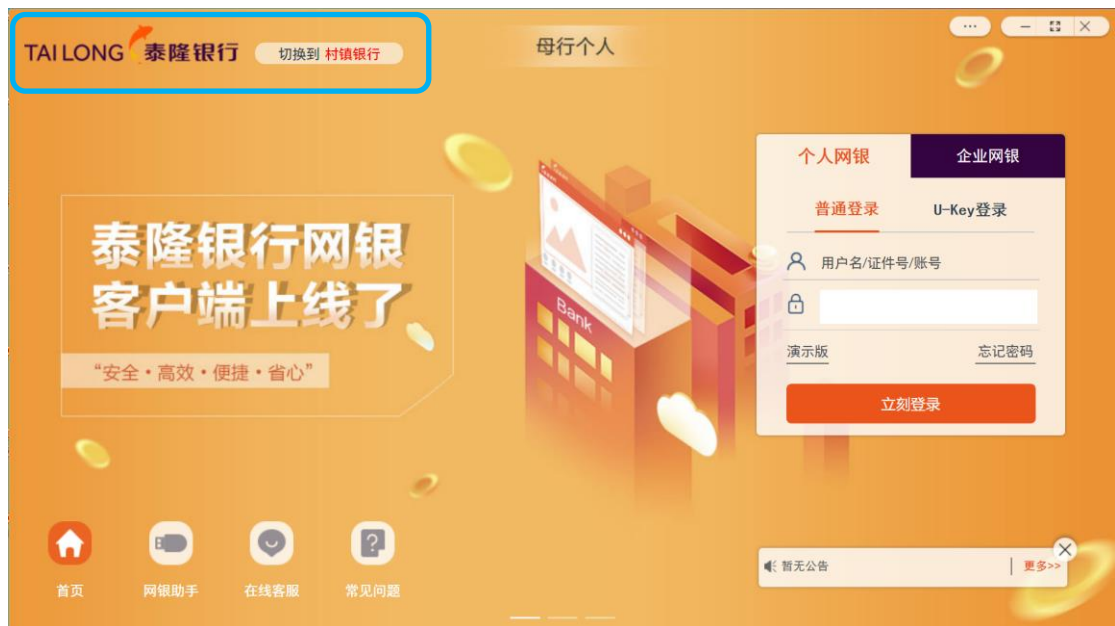 TAILONG 泰隆银行 切换到 村镇银行
母行个人
个人网银 企业网银
普通登录 U-Key登录
用户名/证件号/账号
演示版 忘记密码
立刻登录
泰隆银行网银
客户端上线了
“安全·高效·便捷·省心”
Bank
首页 网银助手 在线客服 常见问题
暂无公告 更多>>